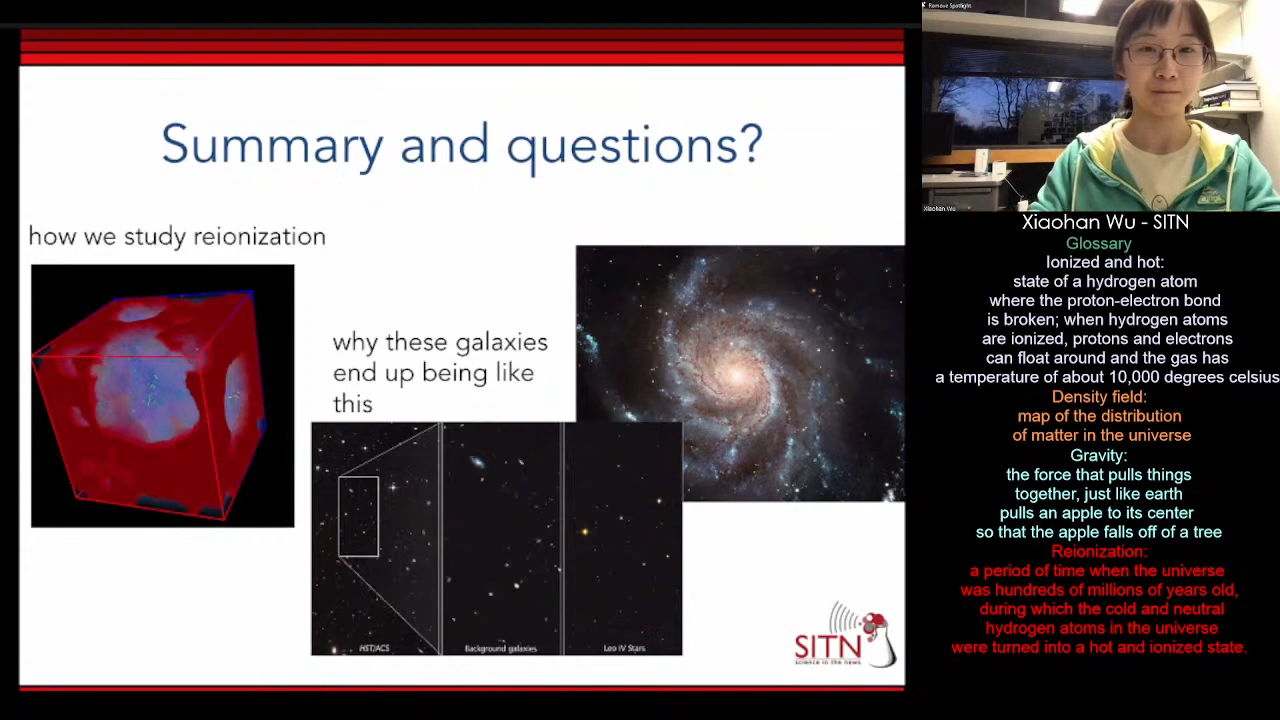 Summary and questions?
how we study reionization
why these galaxies
end up being like
this
HST/ACS
Background galaxies
Leo IV Stars
SITN
science in the news
Remove Spotlight
Xiaohan Wu
Xiaohan Wu - SITN
Glossary
Ionized and hot:
state of a hydrogen atom
where the proton-electron bond
is broken; when hydrogen atoms
are ionized, protons and electrons
can float around and the gas has
a temperature of about 10,000 degrees celsius
Density field:
map of the distribution
of matter in the universe
Gravity:
the force that pulls things
together, just like earth
pulls an apple to its center
so that the apple falls off of a tree
Reionization:
a period of time when the universe
was hundreds of millions of years old,
during which the cold and neutral
hydrogen atoms in the universe
were turned into a hot and ionized state.